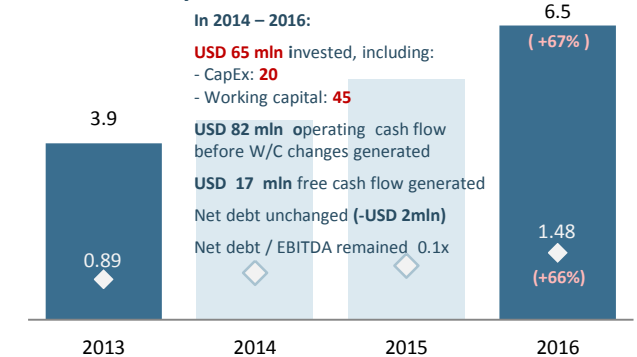 In 2014 – 2016:
6.5
USD 65 mln invested, including:
( +67% )
- CapEx: 20
- Working capital: 45
3.9
USD 82 mln operating cash flow
before W/C changes generated
USD 17 mln free cash flow generated
Net debt unchanged (-USD 2mln)
1.48
Net debt / EBITDA remained 0.1x
0.89
(+66%)
2013 2014 2015 2016